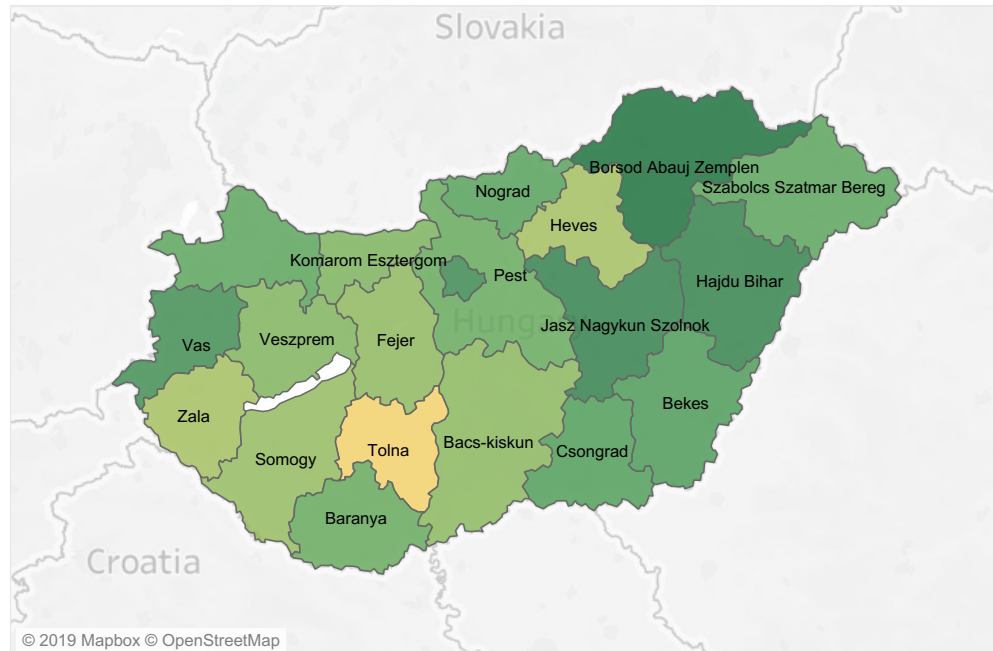 Slovakia
Borsod Abauj Zemplen
Szabolcs Szatmar Bereg
Nograd
Heves
Komarom Esztergom
Pest
Hajdu Bihar
Hungary
Jasz Nagykun Szolnok
Vas
Veszprem
Fejer
Bekes
Zala
Bacs-kiskun
Tolna
Csongrad
Somogy
Baranya
Croatia
© 2019 Mapbox © OpenStreetMap